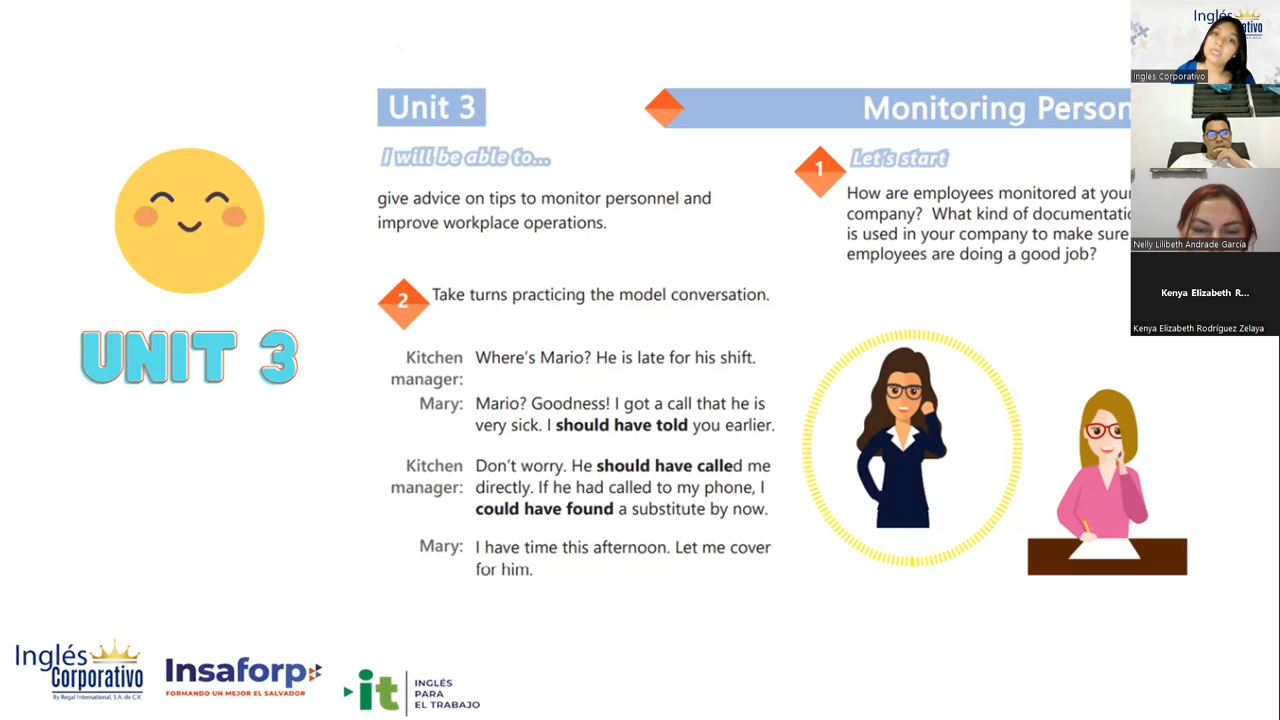 Unit 3
Monitoring Person
I will be able to...
give advice on tips to monitor personnel and
improve workplace operations.
1
Let's start
How are employees monitored at your
company? What kind of documentatio
is used in your company to make sure
employees are doing a good job?
2
Take turns practicing the model conversation.
Kitchen manager:
Where's Mario? He is late for his shift.
Mary:
Mario? Goodness! I got a call that he is
very sick. I should have told you earlier.
Kitchen manager:
Don't worry. He should have called me
directly. If he had called to my phone, I
could have found a substitute by now.
Mary:
I have time this afternoon. Let me cover
for him.
UNIT 3
Inglés
Corporativo
By Regal International, S.A. de C.V.
Insaforp
FORMANDO UN MEJOR EL SALVADOR
it
INGLÉS
PARA
EL TRABAJO
Inglés
Ingles Corporativo
Nelly Lilibeth Andrade García
Kenya Elizabeth R...
Kenya Elizabeth Rodríguez Zelaya